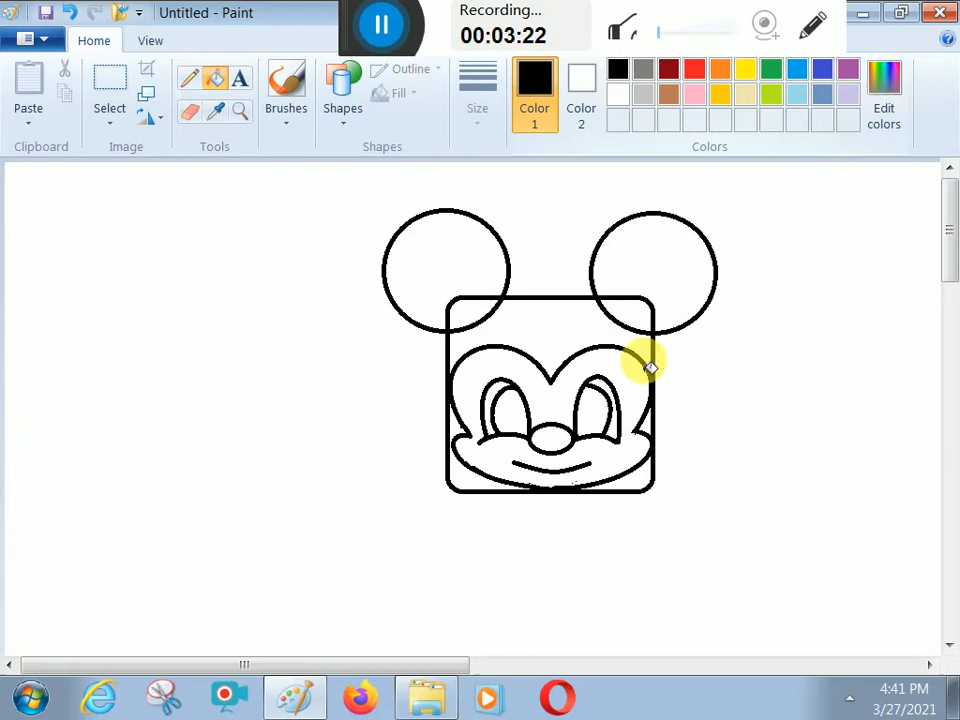 Untitled - Paint
Recording...
00:03:22
Home
View
Paste
Select
Brushes
Shapes
Outline
Fill
Size
Color
1
Color
2
Edit
colors
Clipboard
Image
Tools
Shapes
Colors
4:41 PM
3/27/2021